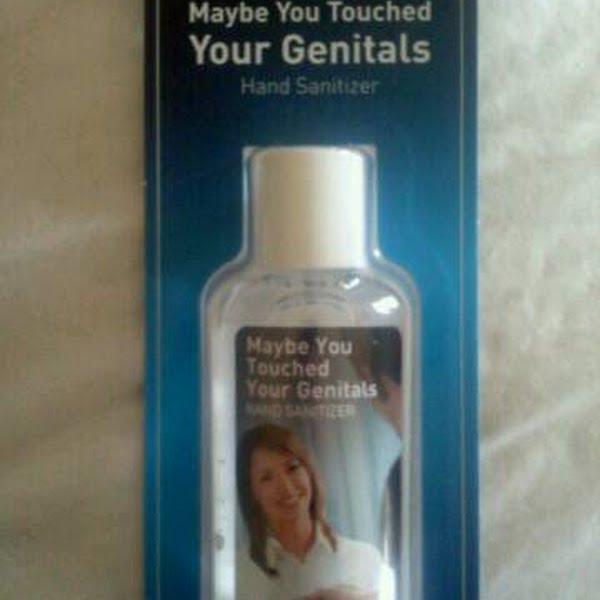 Maybe You Touched
Your Genitals
Hand Sanitizer
Maybe You
Touched
Your Genitals
HAND SANITIZER